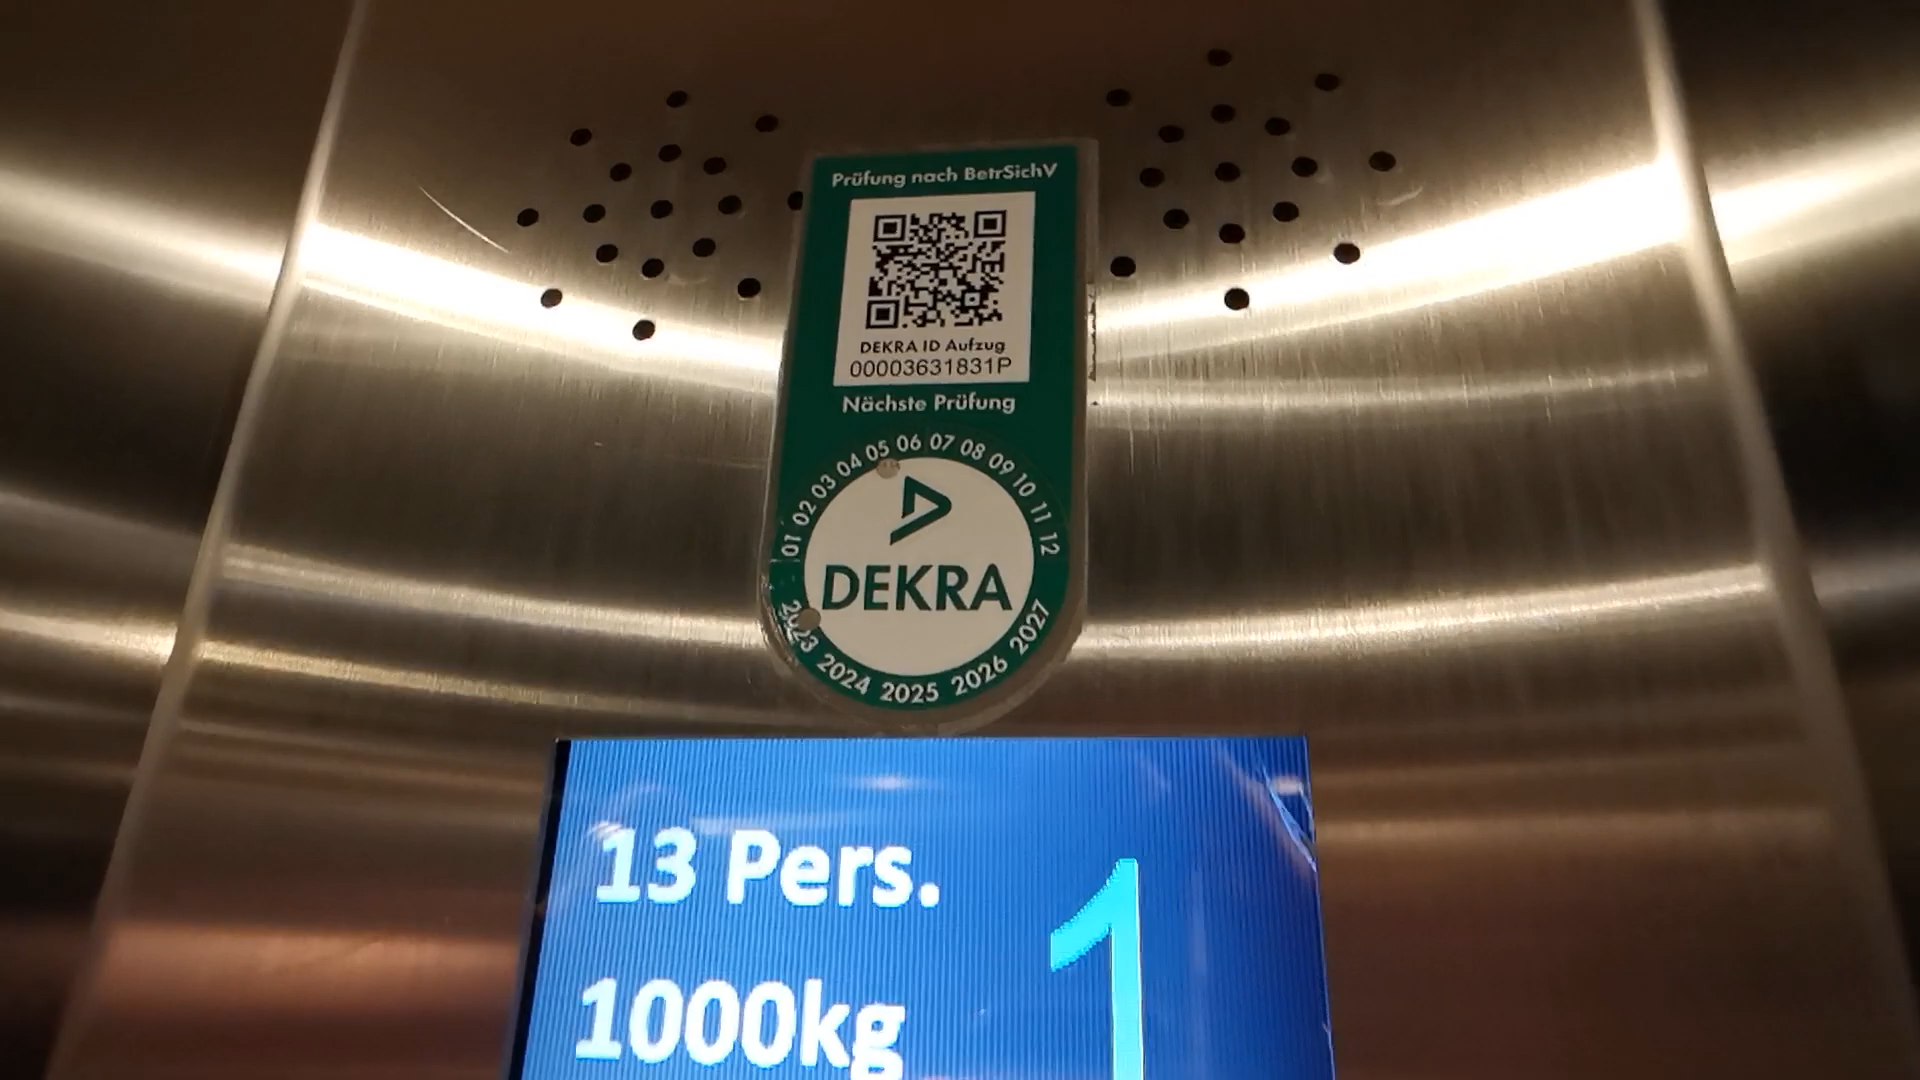 Prüfung nach BetrSichV
DEKRA ID Aufzug
00003631831P
Nächste Prüfung
01 02 03 04 05 06 07 08 09 10 11 12
DEKRA
2023 2024 2025 2026 2027
13 Pers.
1000kg
1